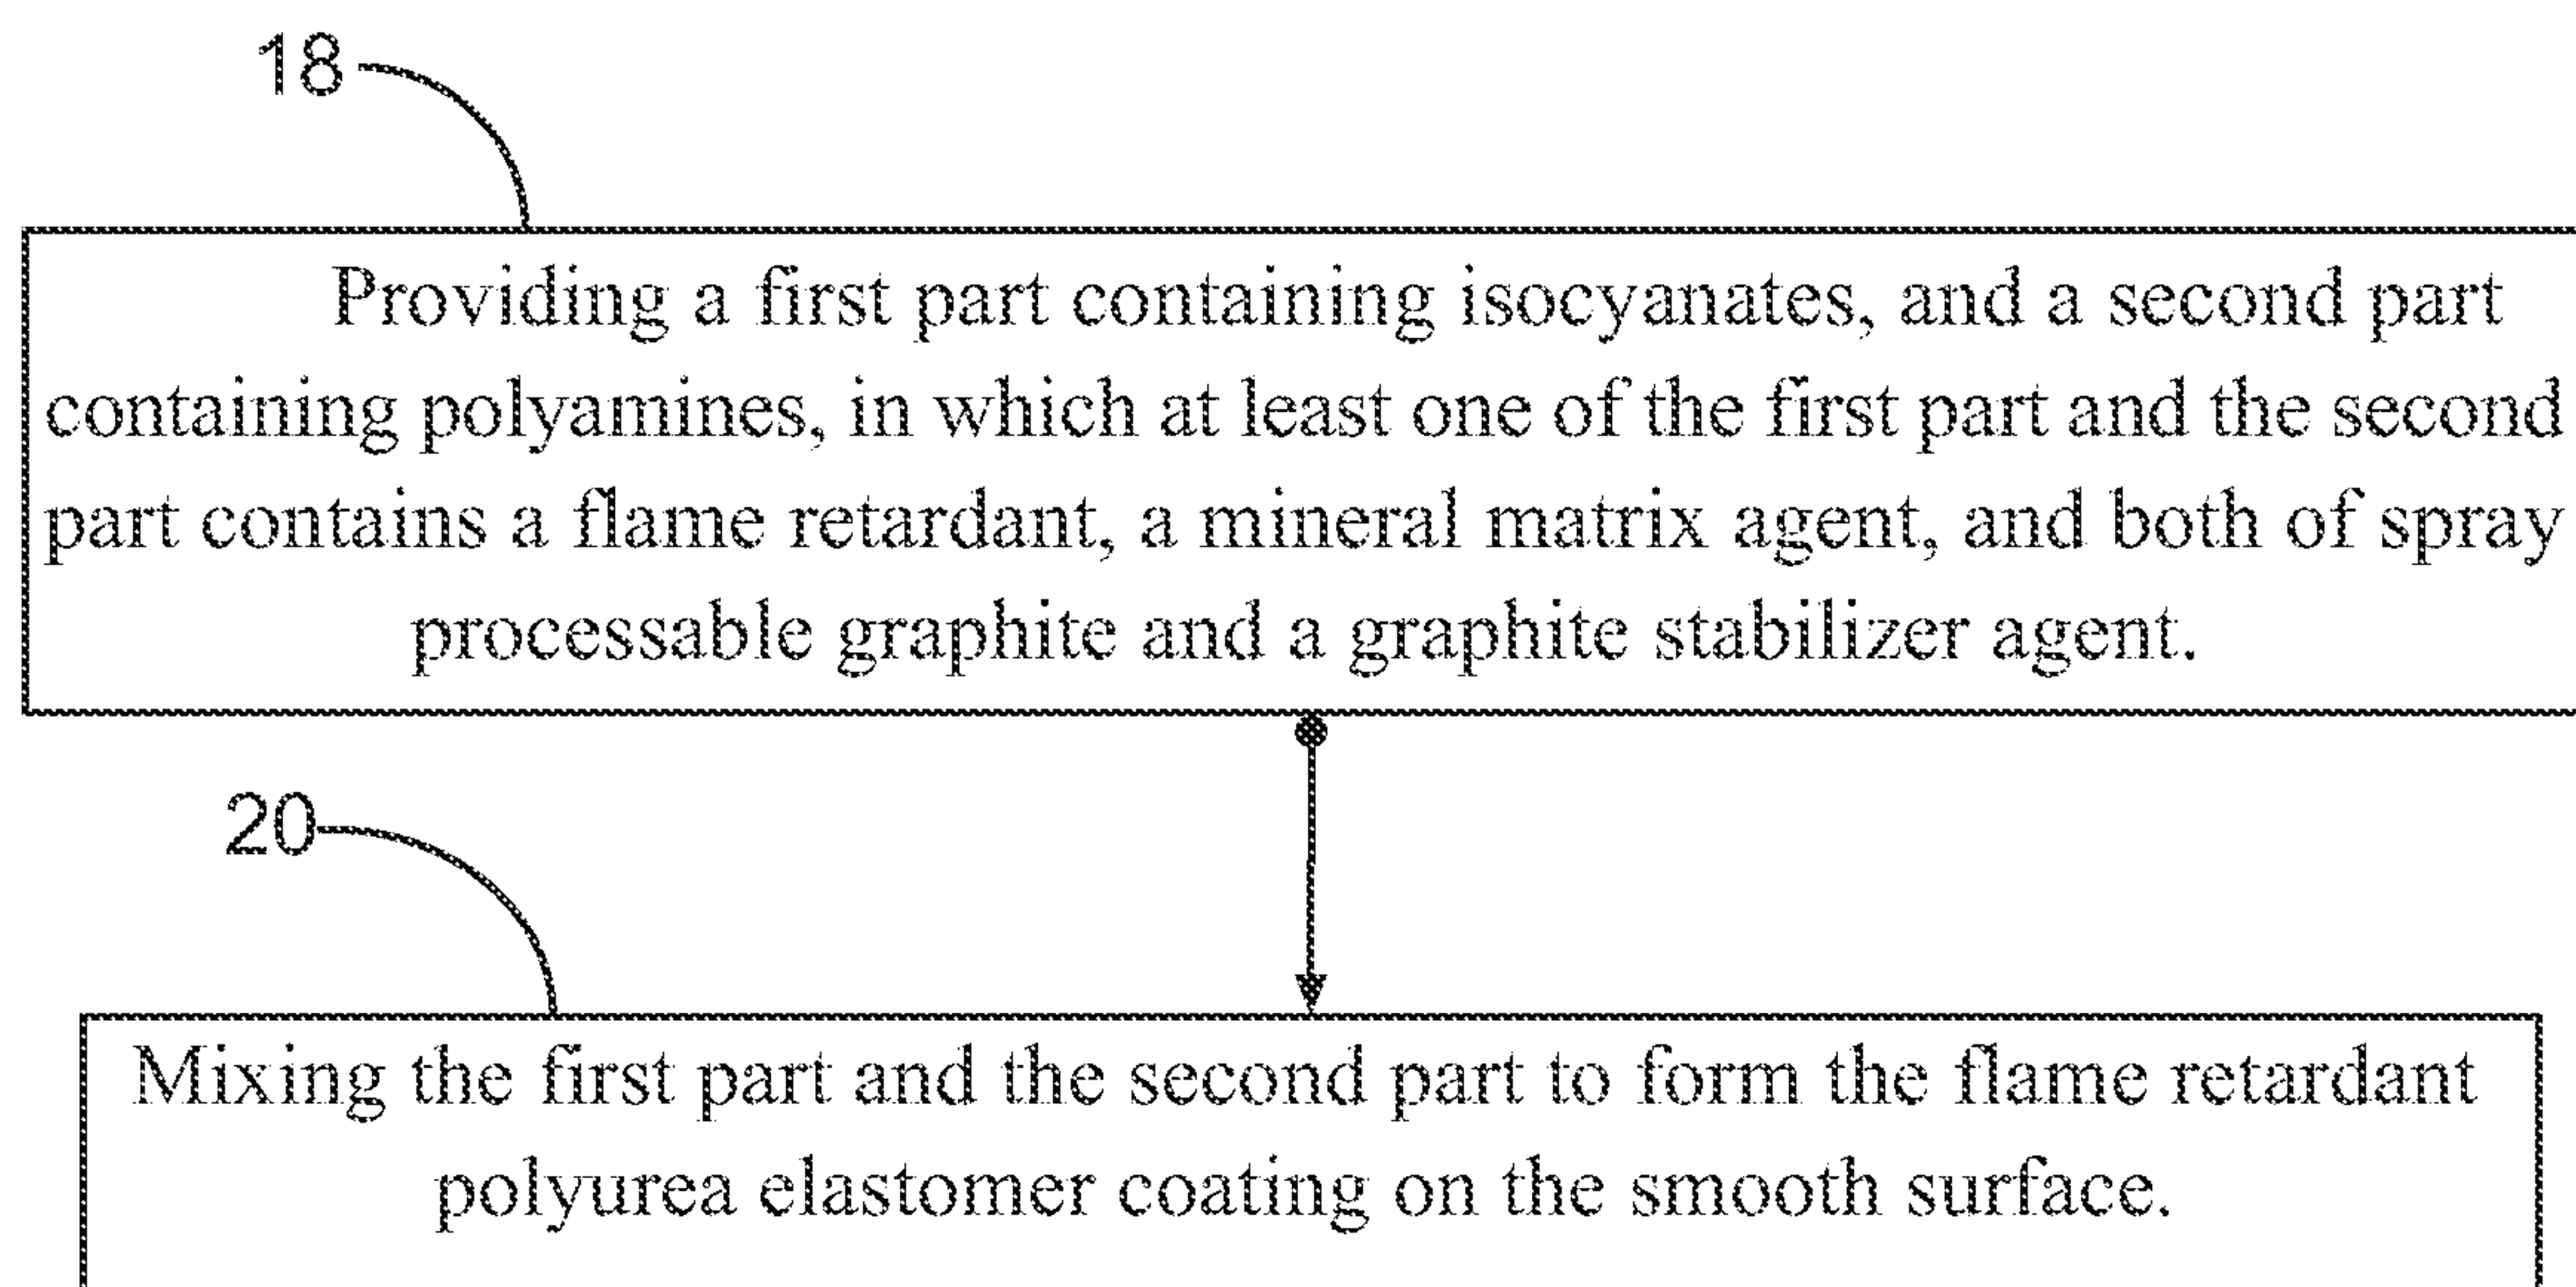 18
Providing a first part containing isocyanates, and a second part
containing polyamines, in which at least one of the first part and the second
part contains a flame retardant, a mineral matrix agent, and both of spray
processable graphite and a graphite stabilizer agent.
20
Mixing the first part and the second part to form the flame retardant
polyurea elastomer coating on the smooth surface.